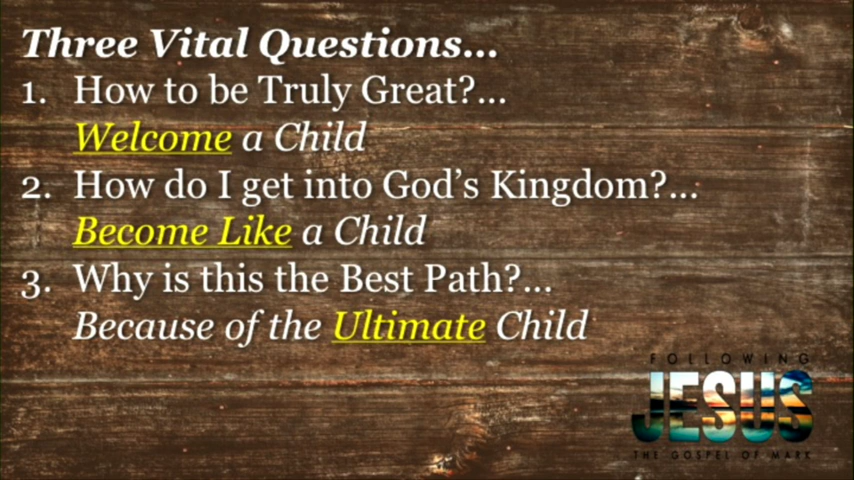 Three Vital Questions...
1. How to be Truly Great?...
Welcome a Child
2. How do I get into God's Kingdom?...
Become Like a Child
3. Why is this the Best Path?...
Because of the Ultimate Child
FOLLOWING
JESUS
THE GOSPEL OF MARK